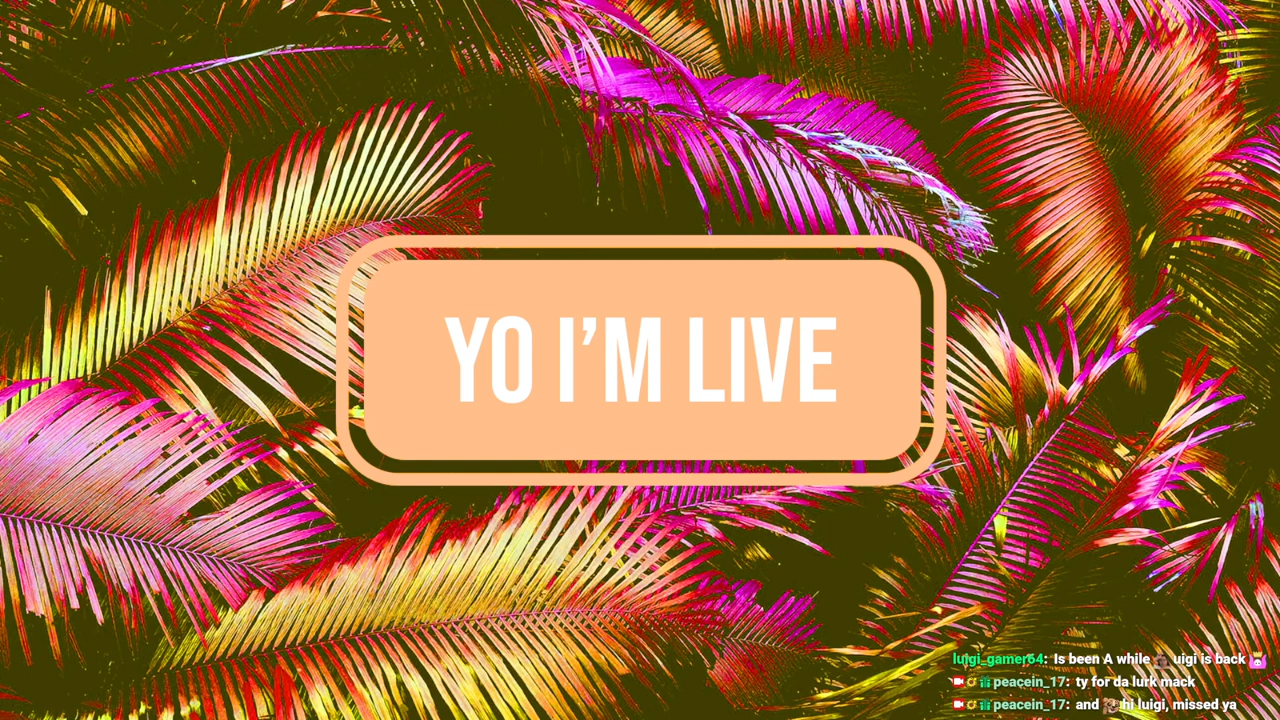 YO I’M LIVE
luigi_gamer64: Is been A while uigi is back
peacein_17: ty for da lurk mack
peacein_17: and hi luigi, missed ya